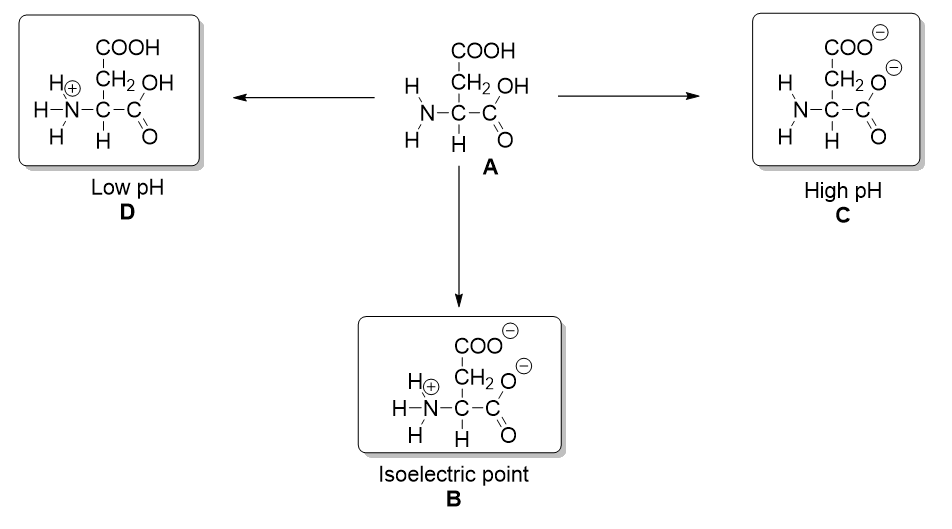 COOH
CH2 OH
H
H–N–C–C
H H O
Low pH
D
COOH
CH2 OH
H
N–C–C
H H O
A
COO−
CH2 O−
H
N–C–C
H H O
High pH
C
COO−
CH2 O−
H
H–N–C–C
H H O
Isoelectric point
B